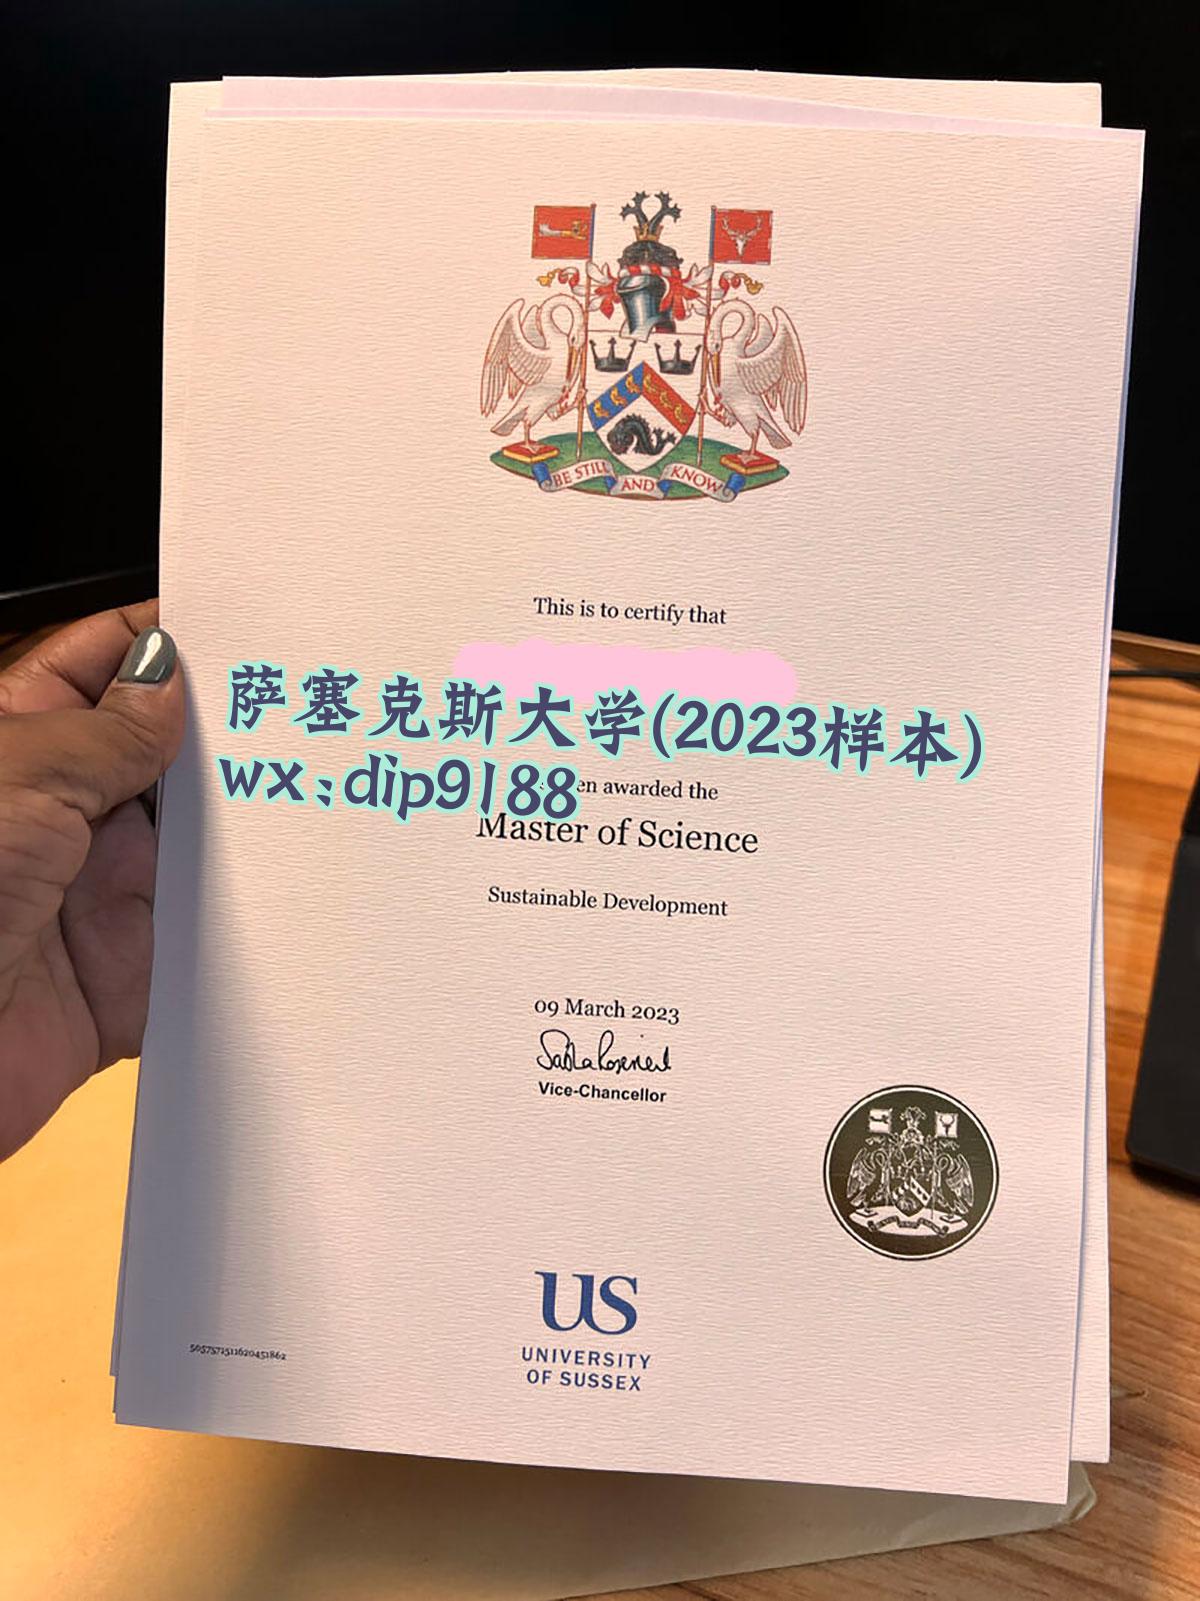 BE STILL AND KNOW
This is to certify that
萨塞克斯大学(2023样本)
wx:dip9188
en awarded the
Master of Science
Sustainable Development
09 March 2023
Vice-Chancellor
US
UNIVERSITY
OF SUSSEX